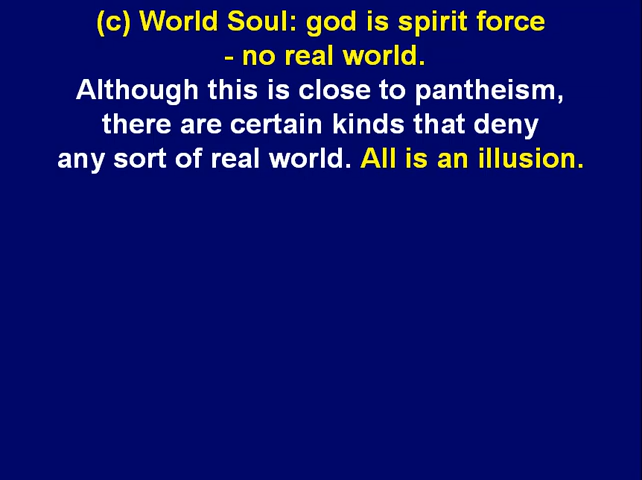 (c) World Soul: god is spirit force
- no real world.
Although this is close to pantheism,
there are certain kinds that deny
any sort of real world. All is an illusion.